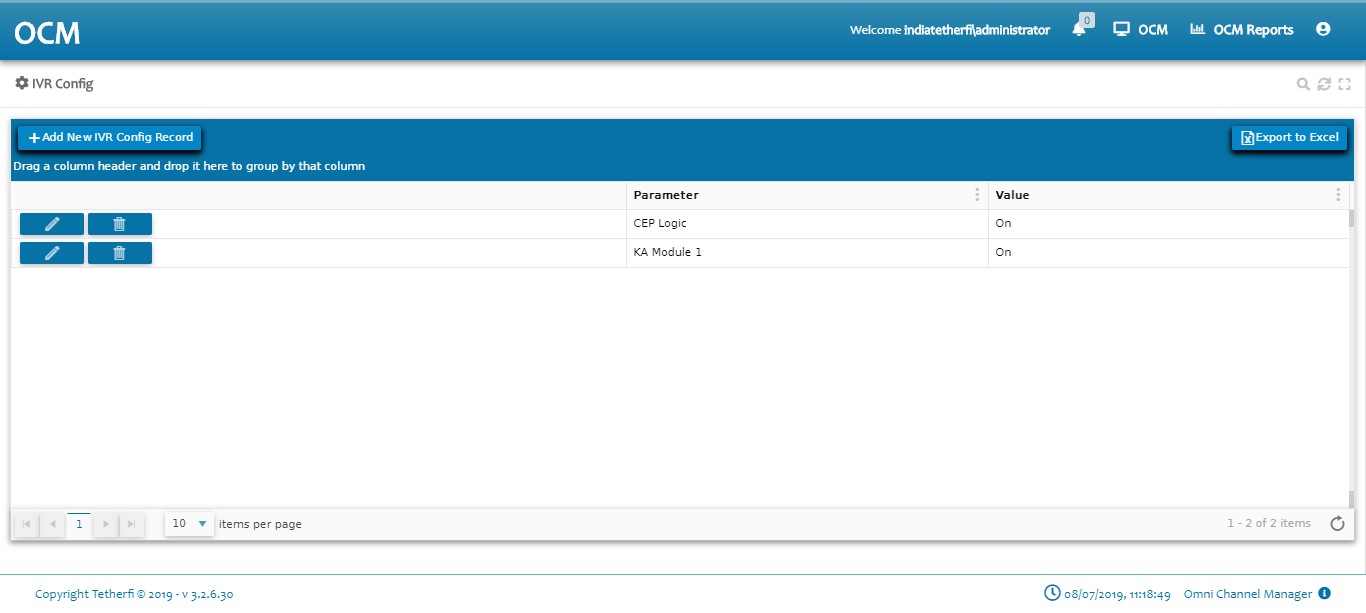 OCM
Welcome indiatetherfi\administrator
0
OCM
OCM Reports
IVR Config
Add New IVR Config Record
Export to Excel
Drag a column header and drop it here to group by that column
Parameter
Value
CEP Logic
On
KA Module 1
On
1
10
items per page
1 - 2 of 2 items
Copyright Tetherfi © 2019 - v 3.2.6.30
08/07/2019, 11:18:49
Omni Channel Manager